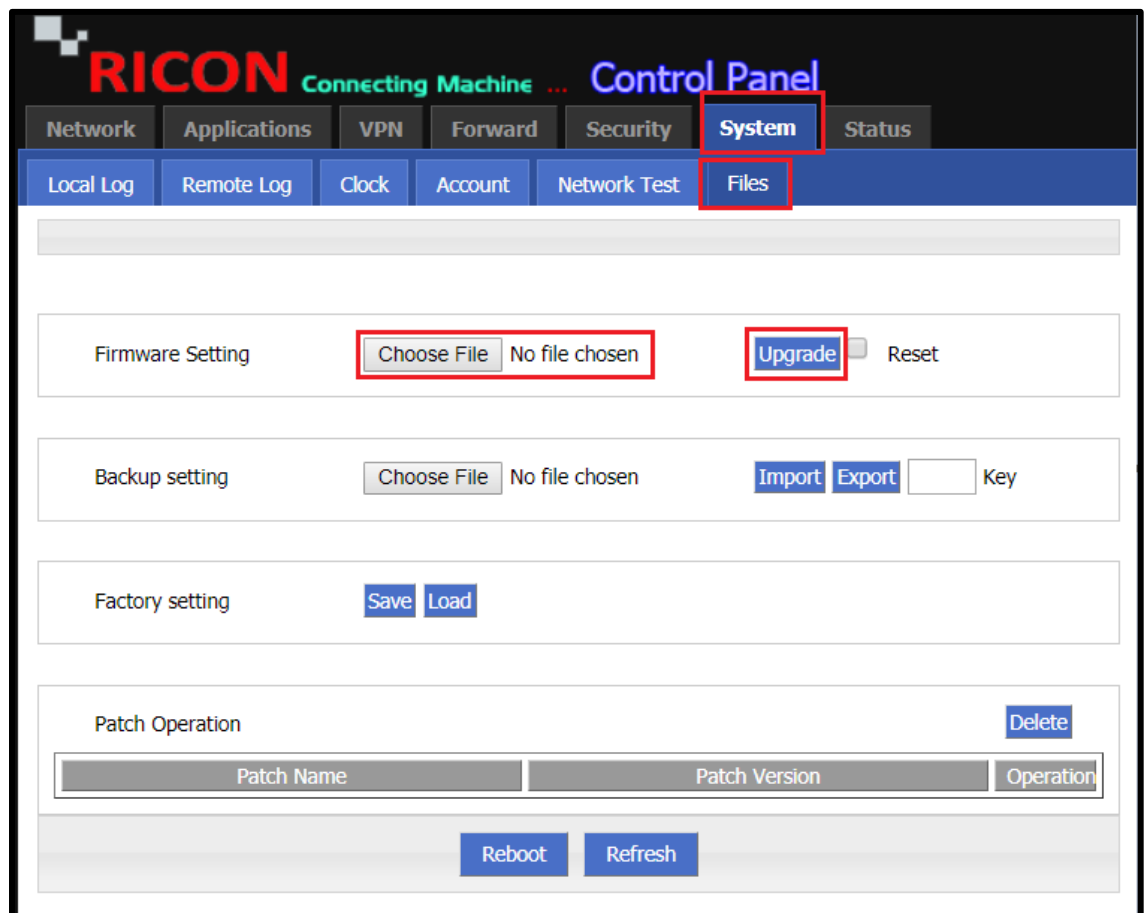 RICON Connecting Machine ... Control Panel
Network Applications VPN Forward Security System Status
Local Log Remote Log Clock Account Network Test Files
Firmware Setting Choose File No file chosen Upgrade Reset
Backup setting Choose File No file chosen Import Export Key
Factory setting Save Load
Patch Operation Delete
Patch Name Patch Version Operation
Reboot Refresh